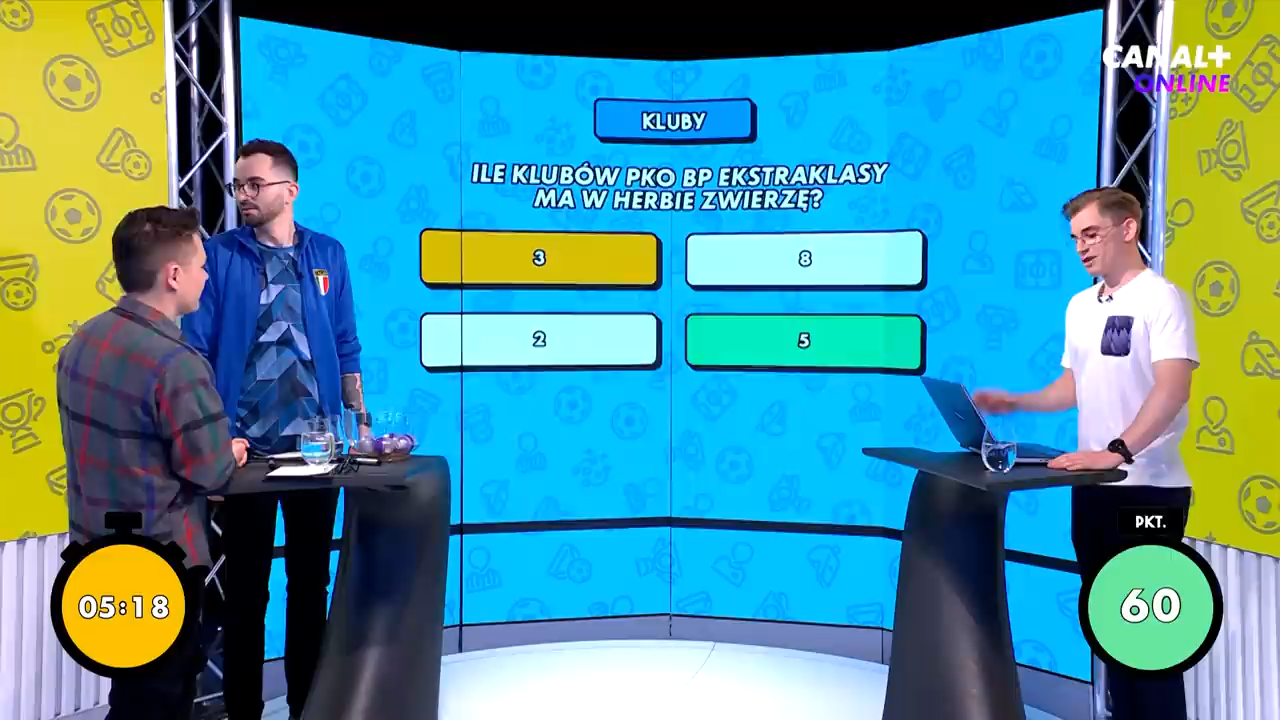 CANAL+
ONLINE
KLUBY
ILE KLUBÓW PKO BP EKSTRAKLASY
MA W HERBIE ZWIERZĘ?
3
8
2
5
PKT.
05:18
60